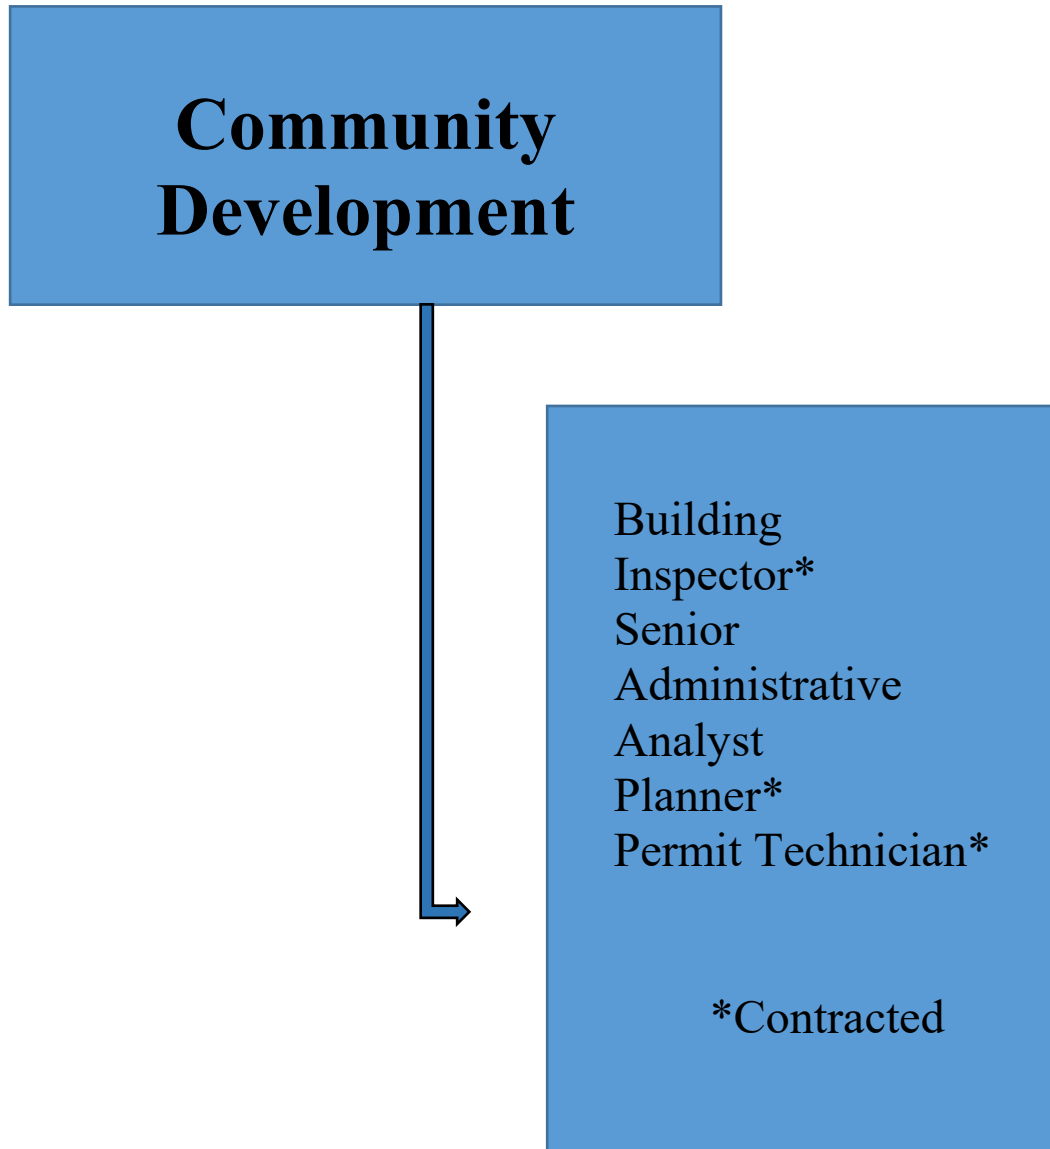 Community
Development
Building
Inspector*
Senior
Administrative
Analyst
Planner*
Permit Technician*
*Contracted